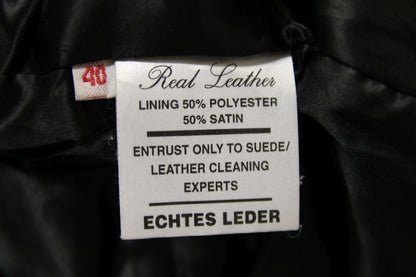 40
Real Leather
LINING 50% POLYESTER
50% SATIN
ENTRUST ONLY TO SUEDE/
LEATHER CLEANING
EXPERTS
ECHTES LEDER